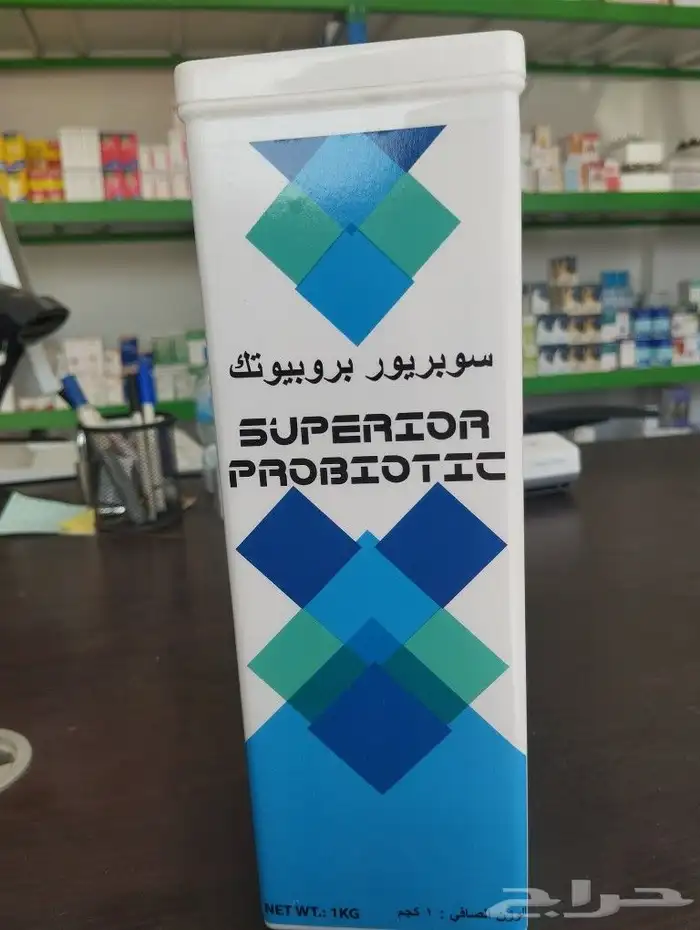 سوبريور بروبيوتك
SUPERIOR
PROBIOTIC
NET WT.: 1KG
الوزن الصافي : ١ كجم
حراج